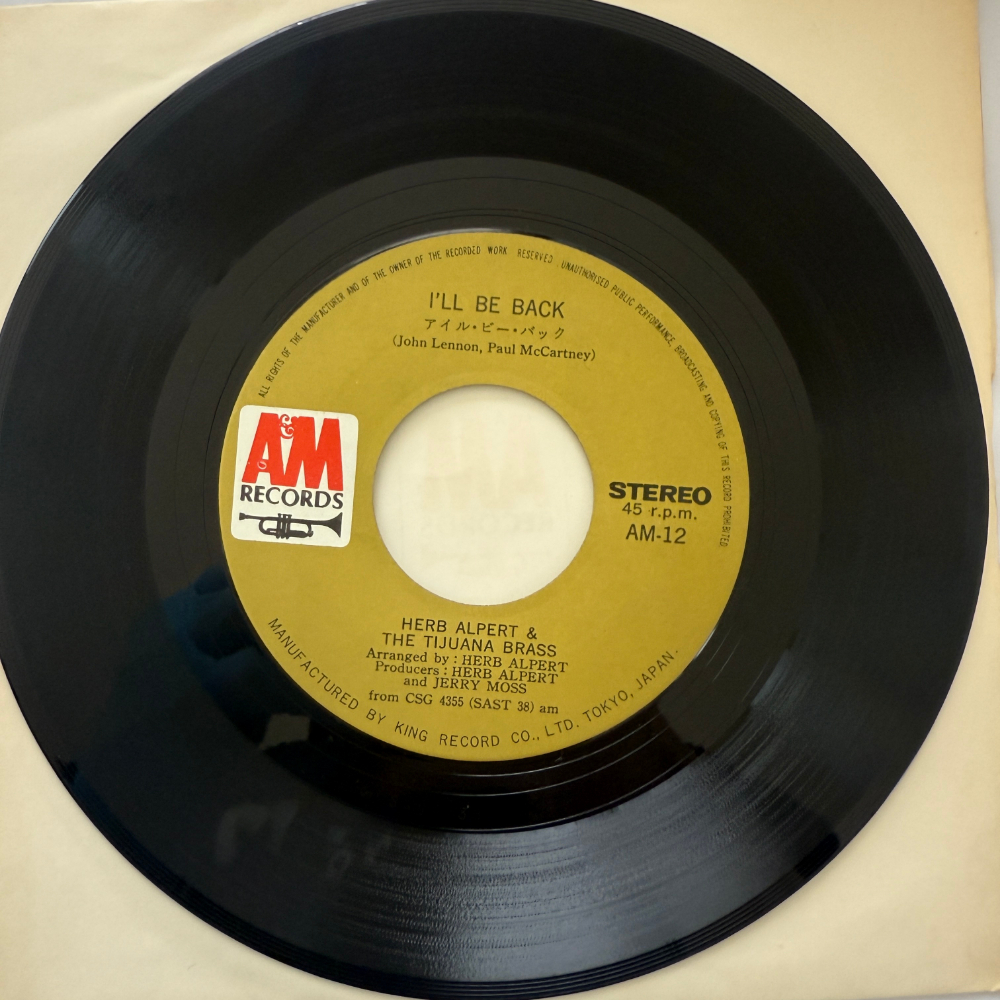 ALL RIGHTS OF THE MANUFACTURER AND OF THE OWNER OF THE RECORDED WORK RESERVED. UNAUTHORISED PUBLIC PERFORMANCE, BROADCASTING AND COPYING OF THIS RECORD PROHIBITED
I'LL BE BACK
アイル・ビー・バック
(John Lennon, Paul McCartney)
A&M
RECORDS
STEREO
45 r.p.m.
AM-12
HERB ALPERT &
THE TIJUANA BRASS
Arranged by : HERB ALPERT
Producers : HERB ALPERT
and JERRY MOSS
from CSG 4355 (SAST 38) am
MANUFACTURED BY KING RECORD CO., LTD. TOKYO, JAPAN.